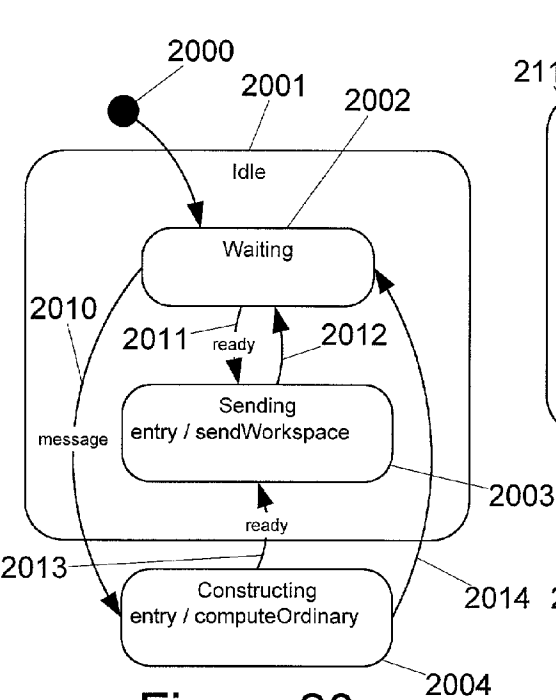 2000
2001
2002
211
Idle
Waiting
2010
2011
ready
2012
Sending
entry / sendWorkspace
message
2003
ready
2013
Constructing
entry / computeOrdinary
2014
2004